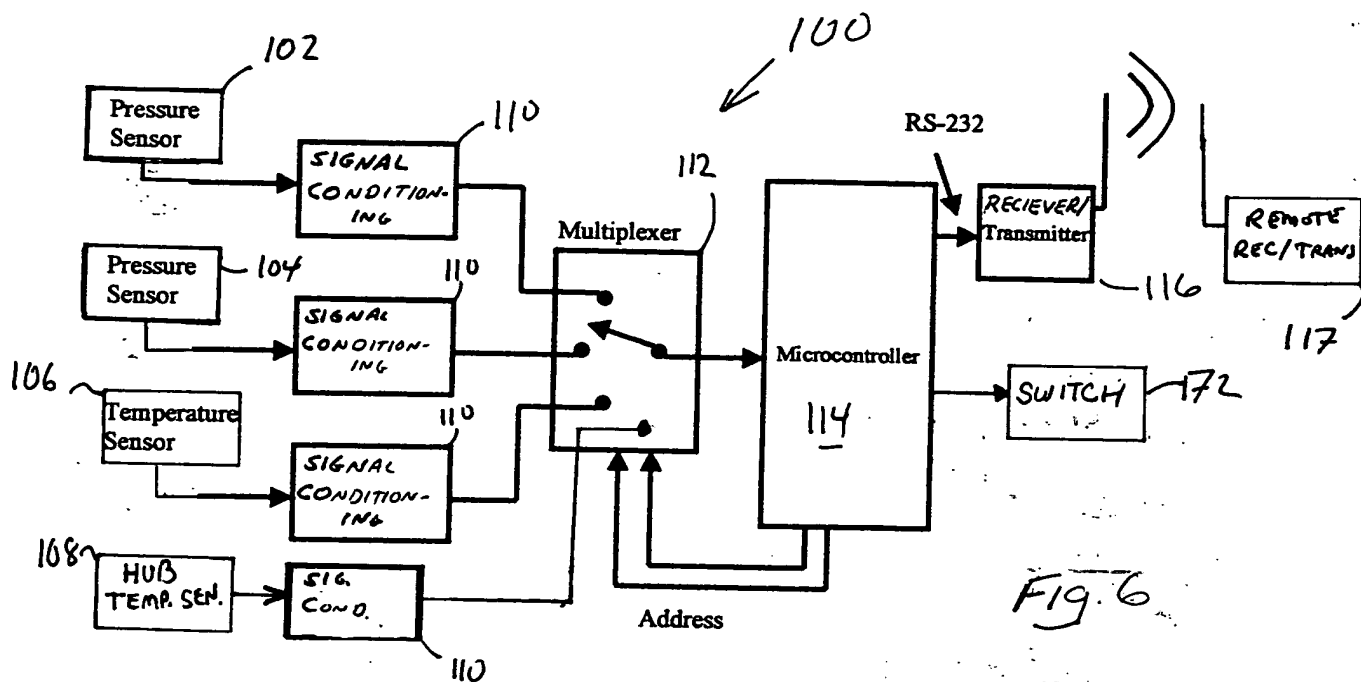 100
102
Pressure
Sensor
110
SIGNAL
CONDITION-
ING
112
RS-232
RECIEVER/
Transmitter
116
REMOTE
REC/TRANS
117
Multiplexer
Pressure
Sensor
104
110
SIGNAL
CONDITION-
ING
Microcontroller
114
SWITCH
172
106
Temperature
Sensor
110
SIGNAL
CONDITION-
ING
108
HUB
TEMP. SEN.
SIG.
COND.
110
Address
Fig. 6